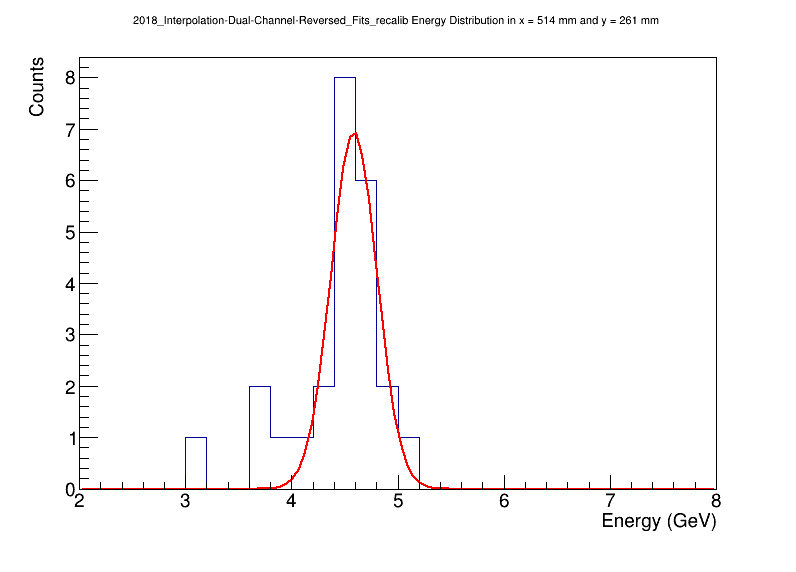 2018_Interpolation-Dual-Channel-Reversed_Fits_recalib Energy Distribution in x = 514 mm and y = 261 mm
Counts
8
7
6
5
4
3
2
1
0
2 3 4 5 6 7 8
Energy (GeV)